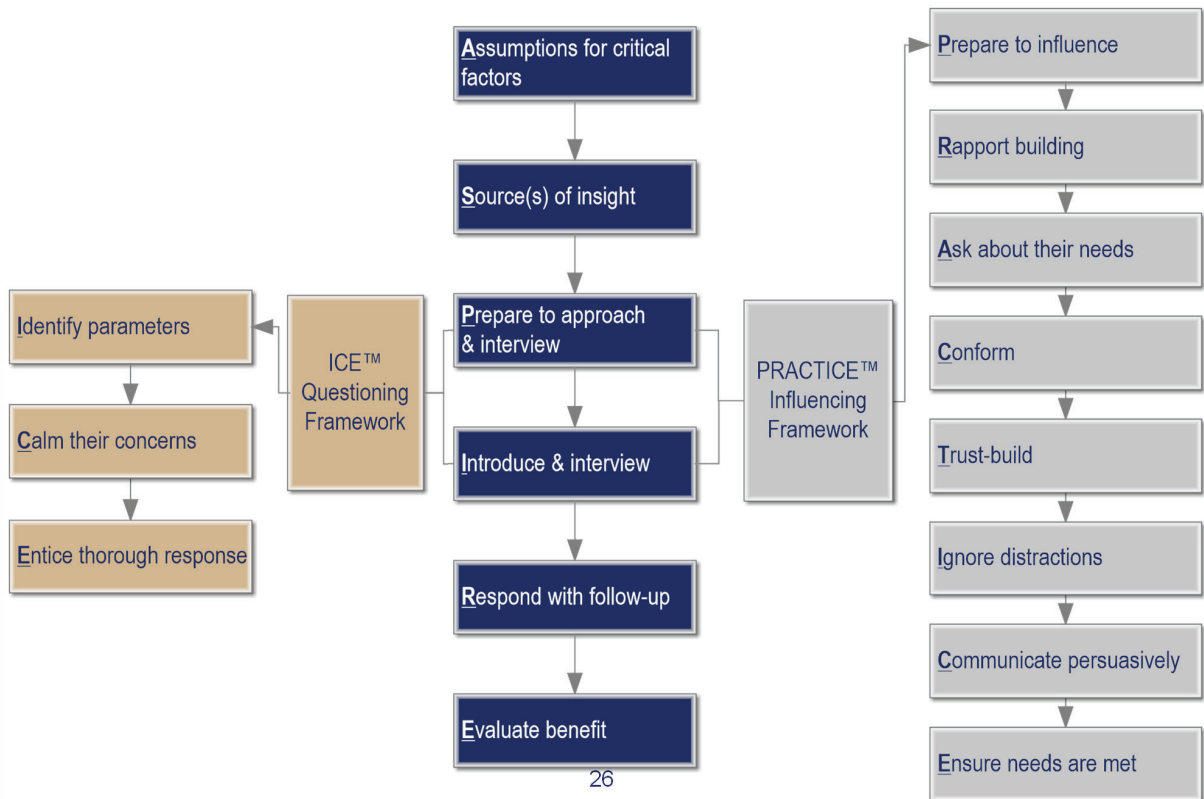 Assumptions for critical
factors
Source(s) of insight
Prepare to approach
& interview
Introduce & interview
Respond with follow-up
Evaluate benefit
26
ICE™
Questioning
Framework
Identify parameters
Calm their concerns
Entice thorough response
PRACTICE™
Influencing
Framework
Prepare to influence
Rapport building
Ask about their needs
Conform
Trust-build
Ignore distractions
Communicate persuasively
Ensure needs are met